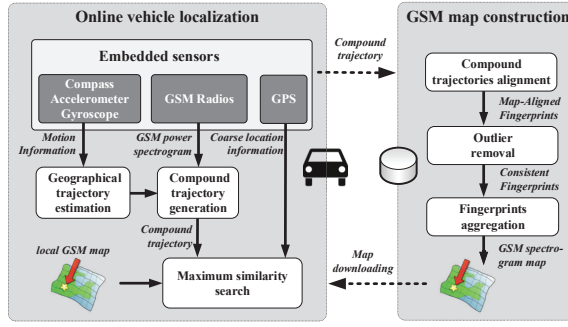 Online vehicle localization
Embedded sensors
Compass
Accelerometer
Gyroscope
GSM Radios
GPS
Motion
Information
GSM power
spectrogram
Coarse location
information
Geographical
trajectory
estimation
Compound
trajectory
generation
Compound
trajectory
local GSM map
Maximum similarity
search
Compound
trajectory
Map
downloading
GSM map construction
Compound
trajectories alignment
Map-Aligned
Fingerprints
Outlier
removal
Consistent
Fingerprints
Fingerprints
aggregation
GSM spectro-
gram map